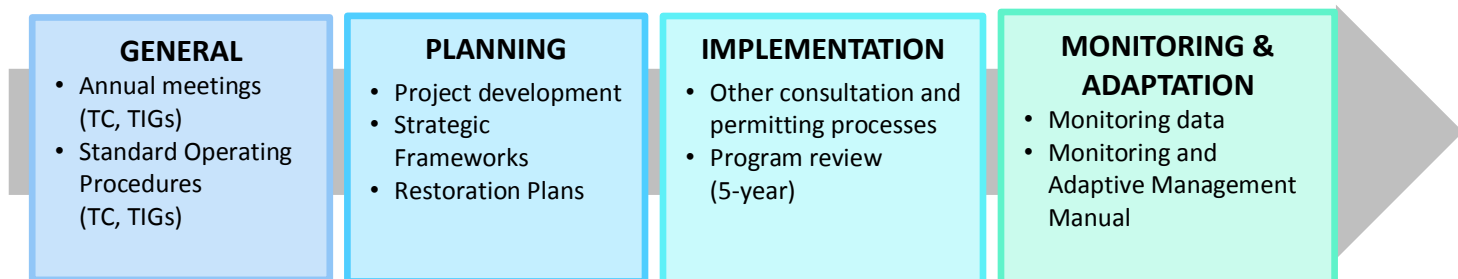 GENERAL
• Annual meetings
(TC, TIGs)
• Standard Operating
Procedures
(TC, TIGs)
PLANNING
• Project development
• Strategic
Frameworks
• Restoration Plans
IMPLEMENTATION
• Other consultation and
permitting processes
• Program review
(5-year)
MONITORING &
ADAPTATION
• Monitoring data
• Monitoring and
Adaptive Management
Manual